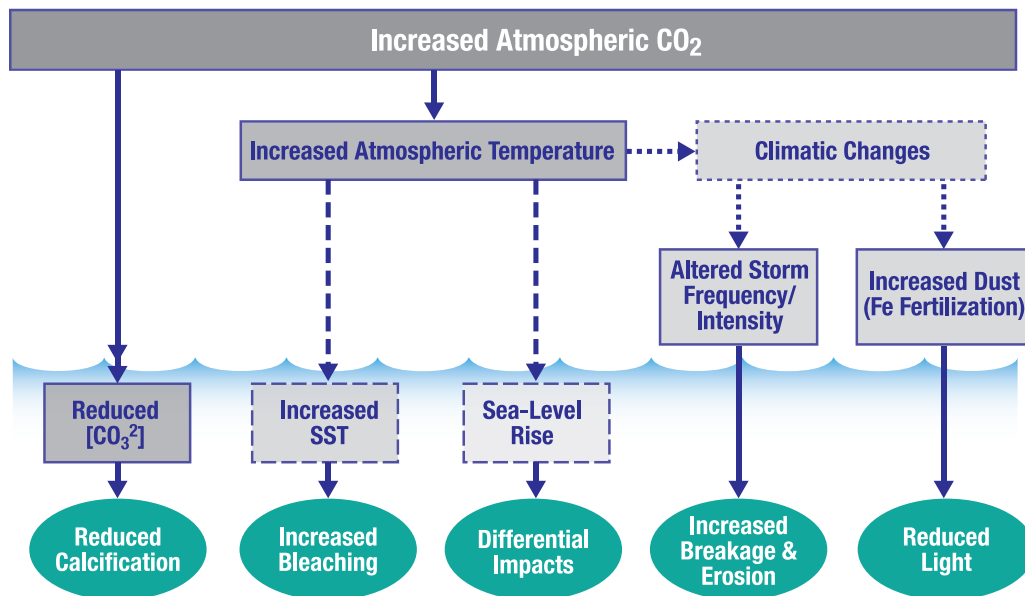 Increased Atmospheric CO₂
Increased Atmospheric Temperature
Climatic Changes
Altered Storm
Frequency/
Intensity
Increased Dust
(Fe Fertilization)
Reduced
[CO₃²]
Increased
SST
Sea-Level
Rise
Reduced
Calcification
Increased
Bleaching
Differential
Impacts
Increased
Breakage &
Erosion
Reduced
Light